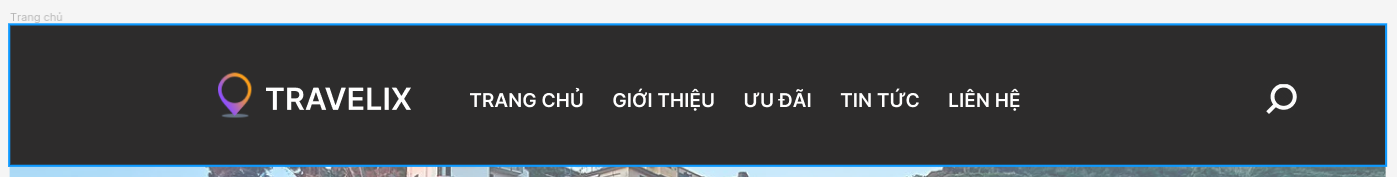 Trang chủ
TRAVELIX TRANG CHỦ GIỚI THIỆU ƯU ĐÃI TIN TỨC LIÊN HỆ